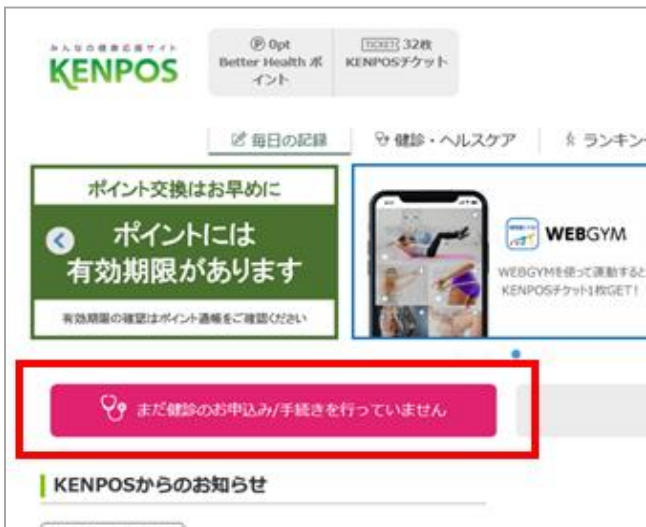 みんなの健康応援サイト
KENPOS
Ⓟ 0pt
Better Health ポ
イント
TICKET 32枚
KENPOSチケット
毎日の記録
健診・ヘルスケア
ランキン
ポイント交換はお早めに
ポイントには
有効期限があります
有効期限の確認はポイント通帳をご確認ください
WEBGYM
WEBGYMを使って運動すると
KENPOSチケット1枚GET！
まだ健診のお申込み/手続きを行っていません
KENPOSからのお知らせ